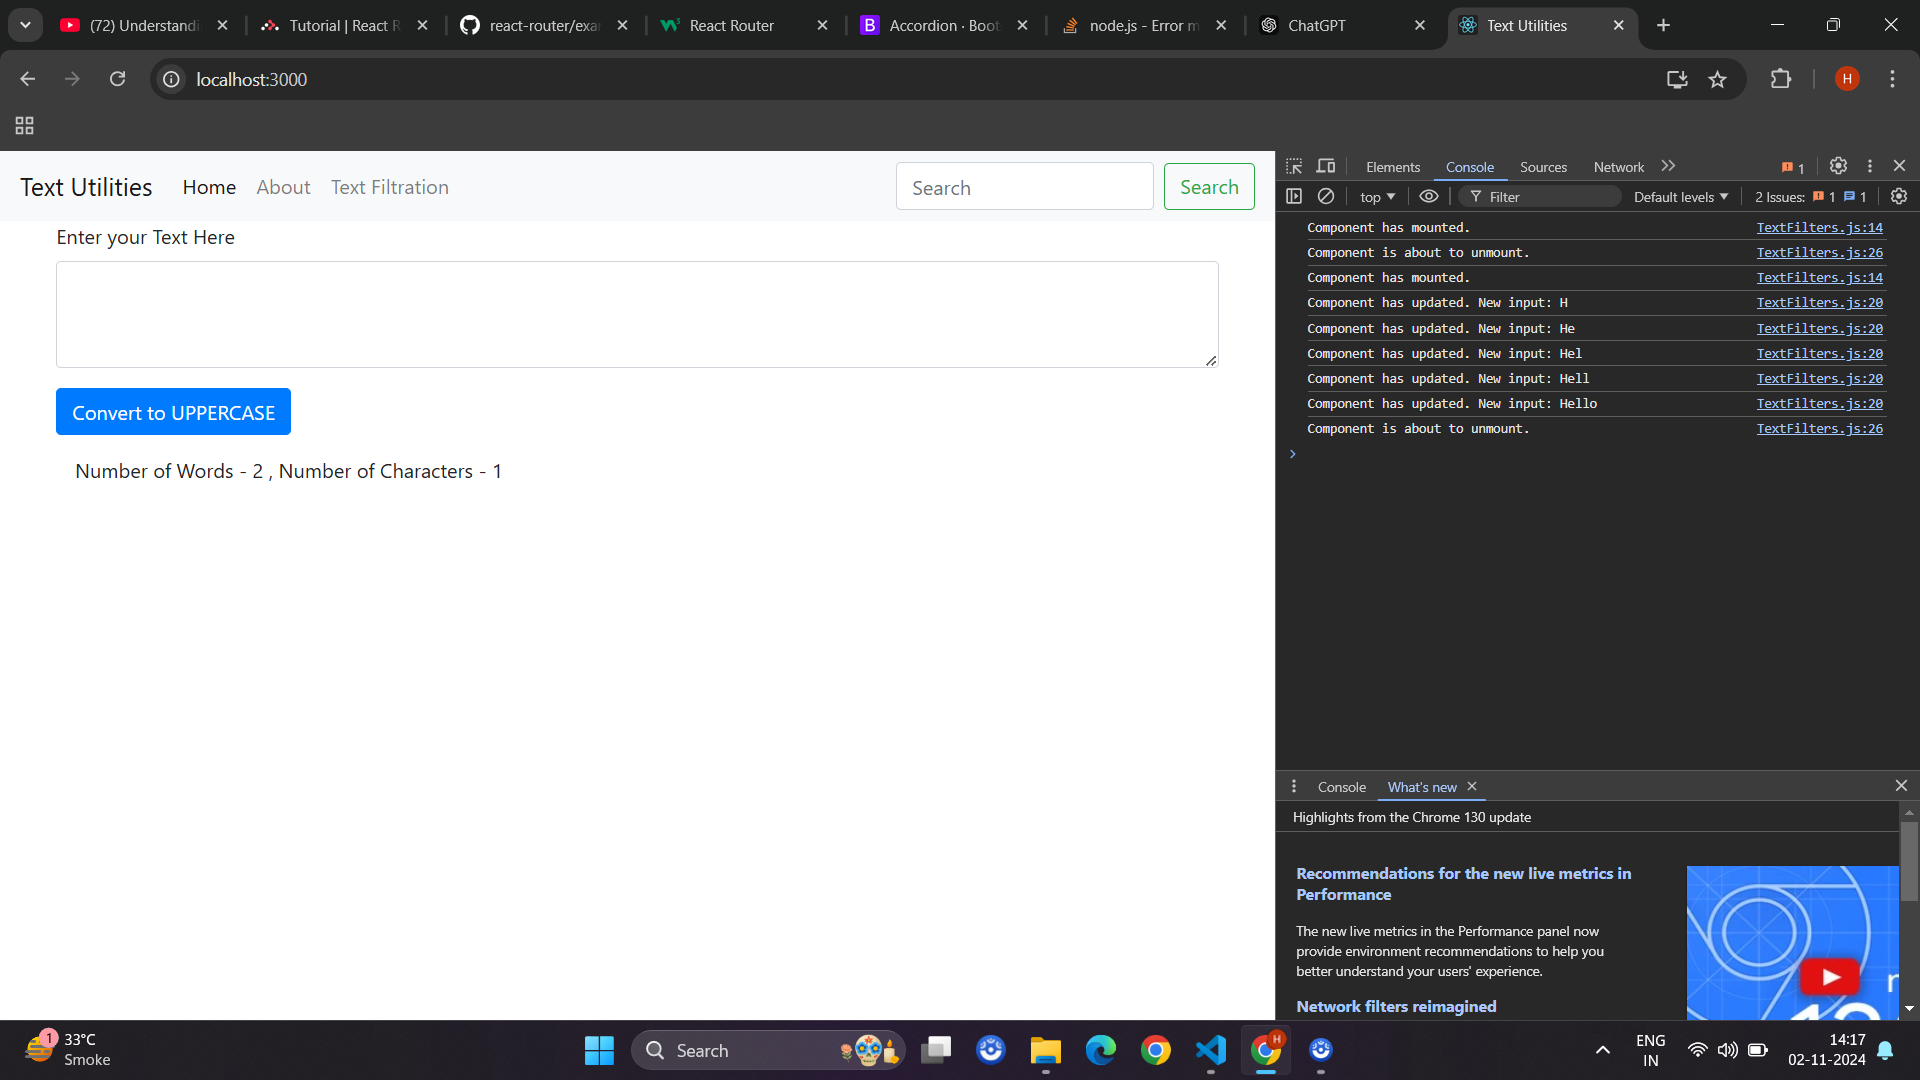 (72) Understandi
Tutorial | React R
react-router/exa
React Router
B Accordion · Boot
node.js - Error m
ChatGPT
Text Utilities
localhost:3000
H
Text Utilities Home About Text Filtration Search Search
Enter your Text Here
Convert to UPPERCASE
Number of Words - 2 , Number of Characters - 1
Elements Console Sources Network 1
top Filter Default levels 2 Issues: 1 1
Component has mounted. TextFilters.js:14
Component is about to unmount. TextFilters.js:26
Component has mounted. TextFilters.js:14
Component has updated. New input: H TextFilters.js:20
Component has updated. New input: He TextFilters.js:20
Component has updated. New input: Hel TextFilters.js:20
Component has updated. New input: Hell TextFilters.js:20
Component has updated. New input: Hello TextFilters.js:20
Component is about to unmount. TextFilters.js:26
Console What's new
Highlights from the Chrome 130 update
Recommendations for the new live metrics in
Performance
The new live metrics in the Performance panel now
provide environment recommendations to help you
better understand your users' experience.
Network filters reimagined
1
33°C
Smoke
Search
H
ENG
IN
14:17
02-11-2024